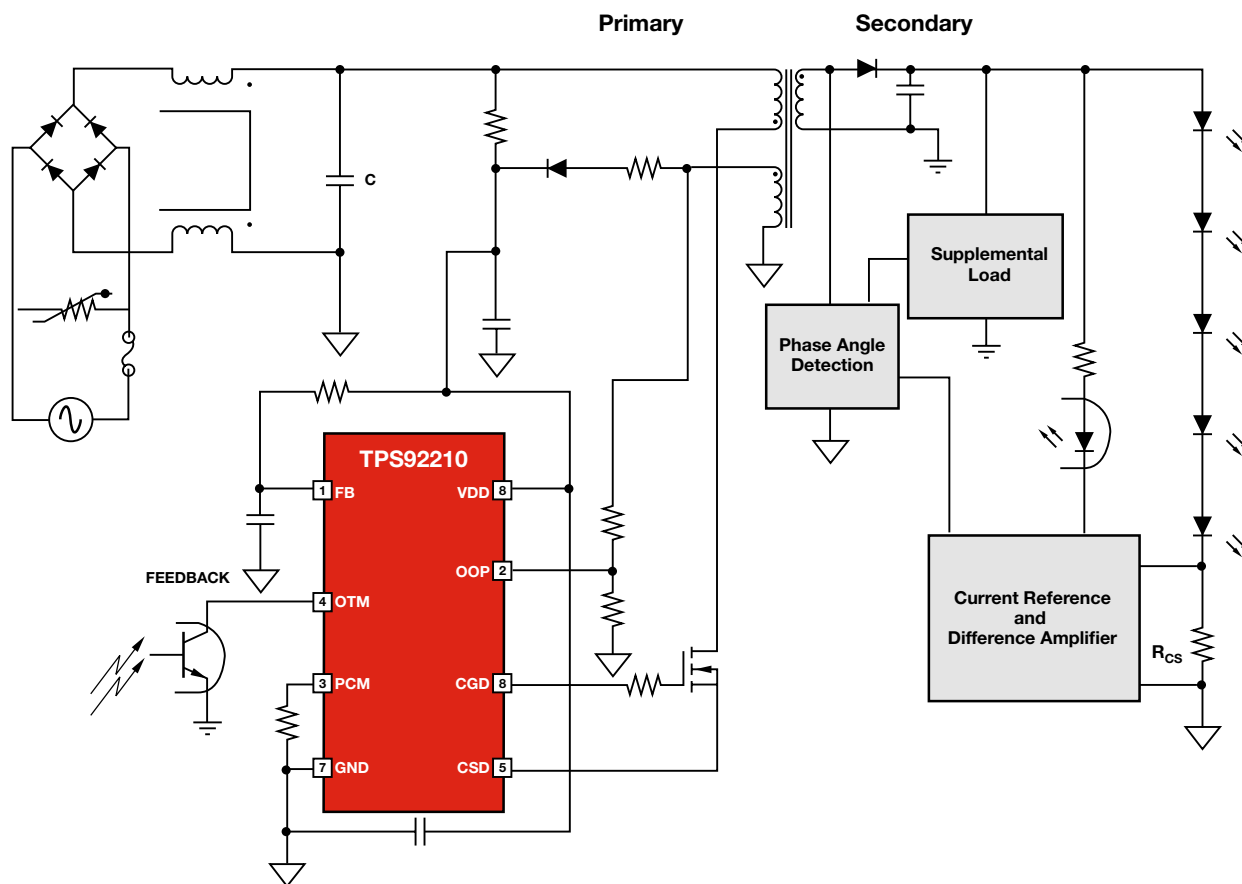 Primary Secondary
C
Supplemental
Load
Phase Angle
Detection
TPS92210
1 FB VDD 8
OOP 2
FEEDBACK
4 OTM
Current Reference
and
Difference Amplifier
RCS
3 PCM CGD 8
7 GND CSD 5